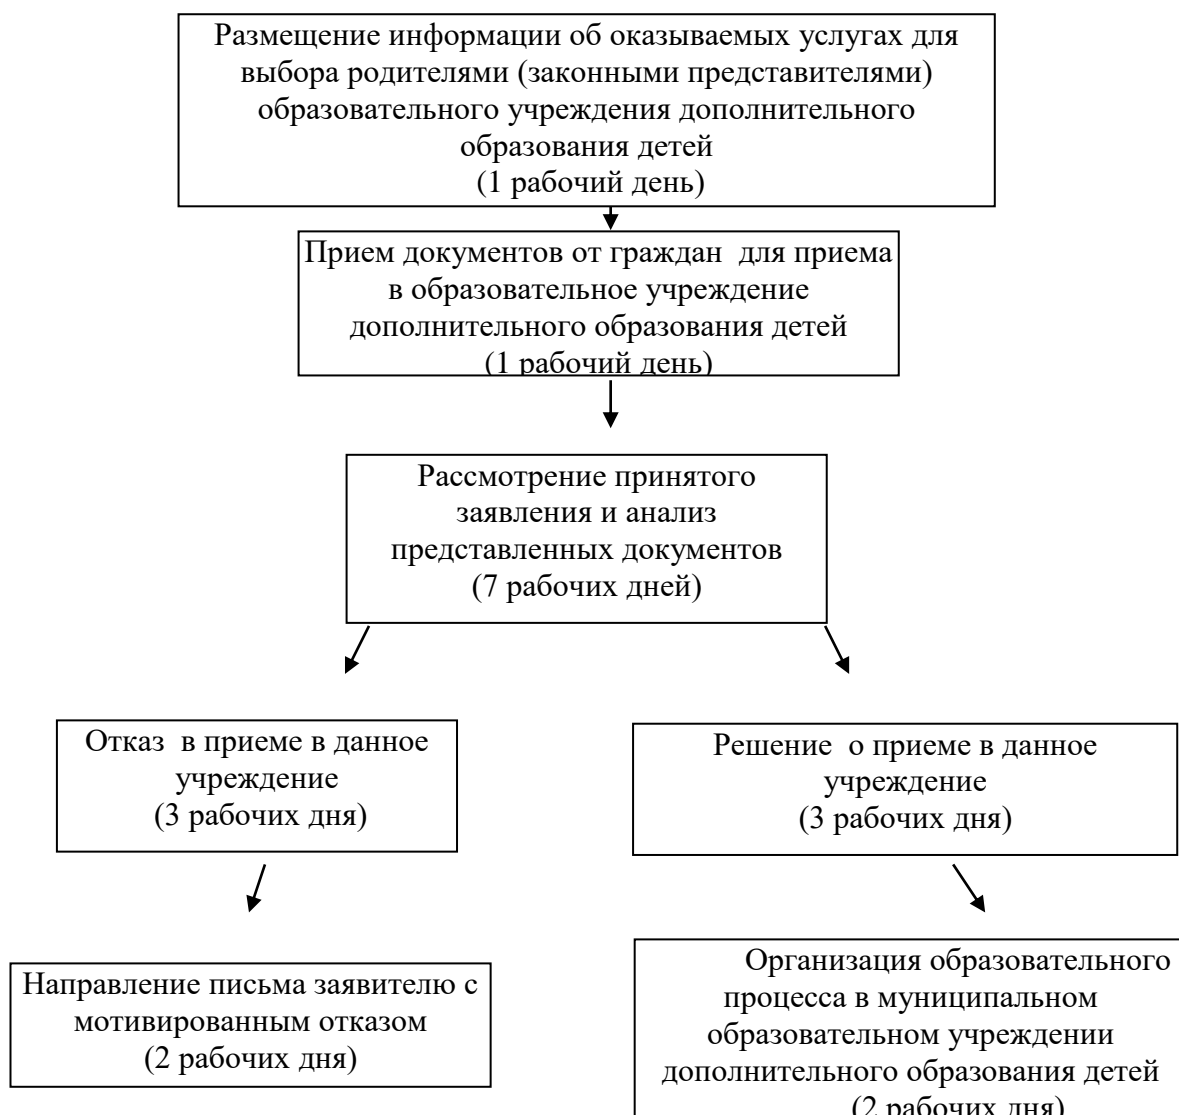 Размещение информации об оказываемых услугах для
выбора родителями (законными представителями)
образовательного учреждения дополнительного
образования детей
(1 рабочий день)
Прием документов от граждан  для приема
в образовательное учреждение
дополнительного образования детей
(1 рабочий день)
Рассмотрение принятого
заявления и анализ
представленных документов
(7 рабочих дней)
Отказ  в приеме в данное
учреждение
(3 рабочих дня)
Решение  о приеме в данное
учреждение
(3 рабочих дня)
Направление письма заявителю с
мотивированным отказом
(2 рабочих дня)
Организация образовательного
процесса в муниципальном
образовательном учреждении
дополнительного образования детей
(2 рабочих дня)